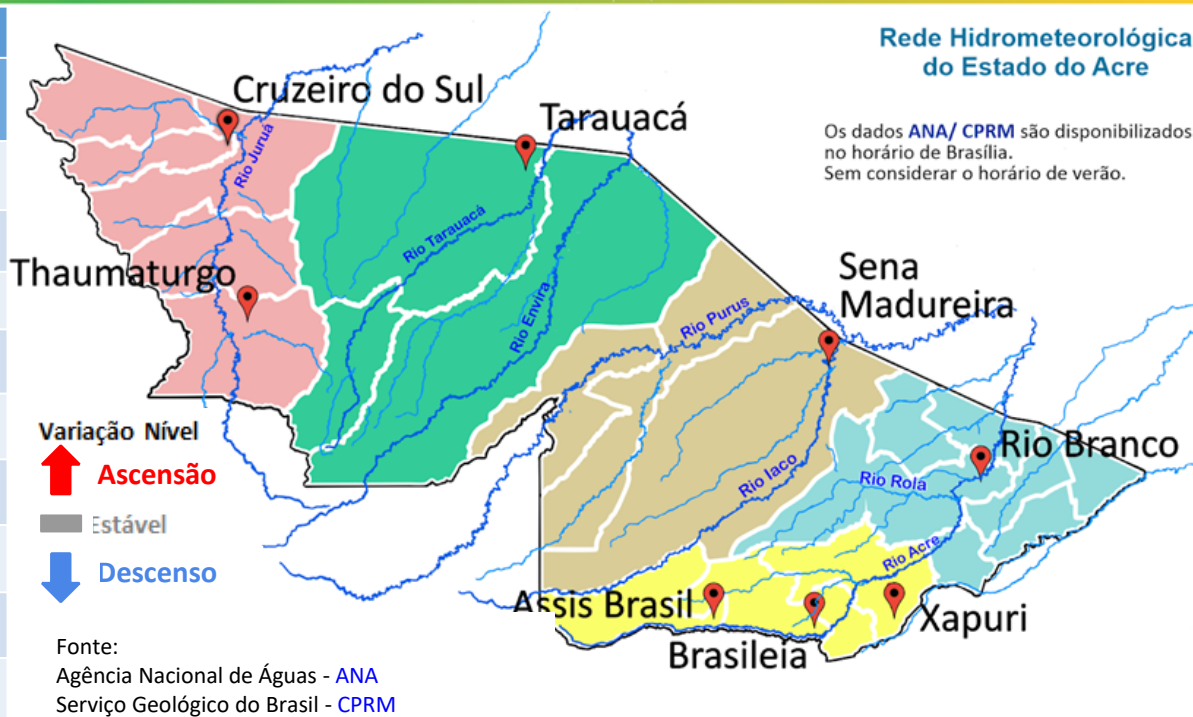 Rede Hidrometeorológica
do Estado do Acre
Os dados ANA/ CPRM são disponibilizados
no horário de Brasília.
Sem considerar o horário de verão.
Cruzeiro do Sul
Tarauacá
Rio Juruá
Rio Tarauacá
Thaumaturgo
Rio Envira
Sena
Madureira
Rio Purus
Rio Branco
Rio Iaco
Rio Rola
Rio Acre
Assis Brasil
Xapuri
Brasileia
Variação Nível
Ascensão
Estável
Descenso
Fonte:
Agência Nacional de Águas - ANA
Serviço Geológico do Brasil - CPRM